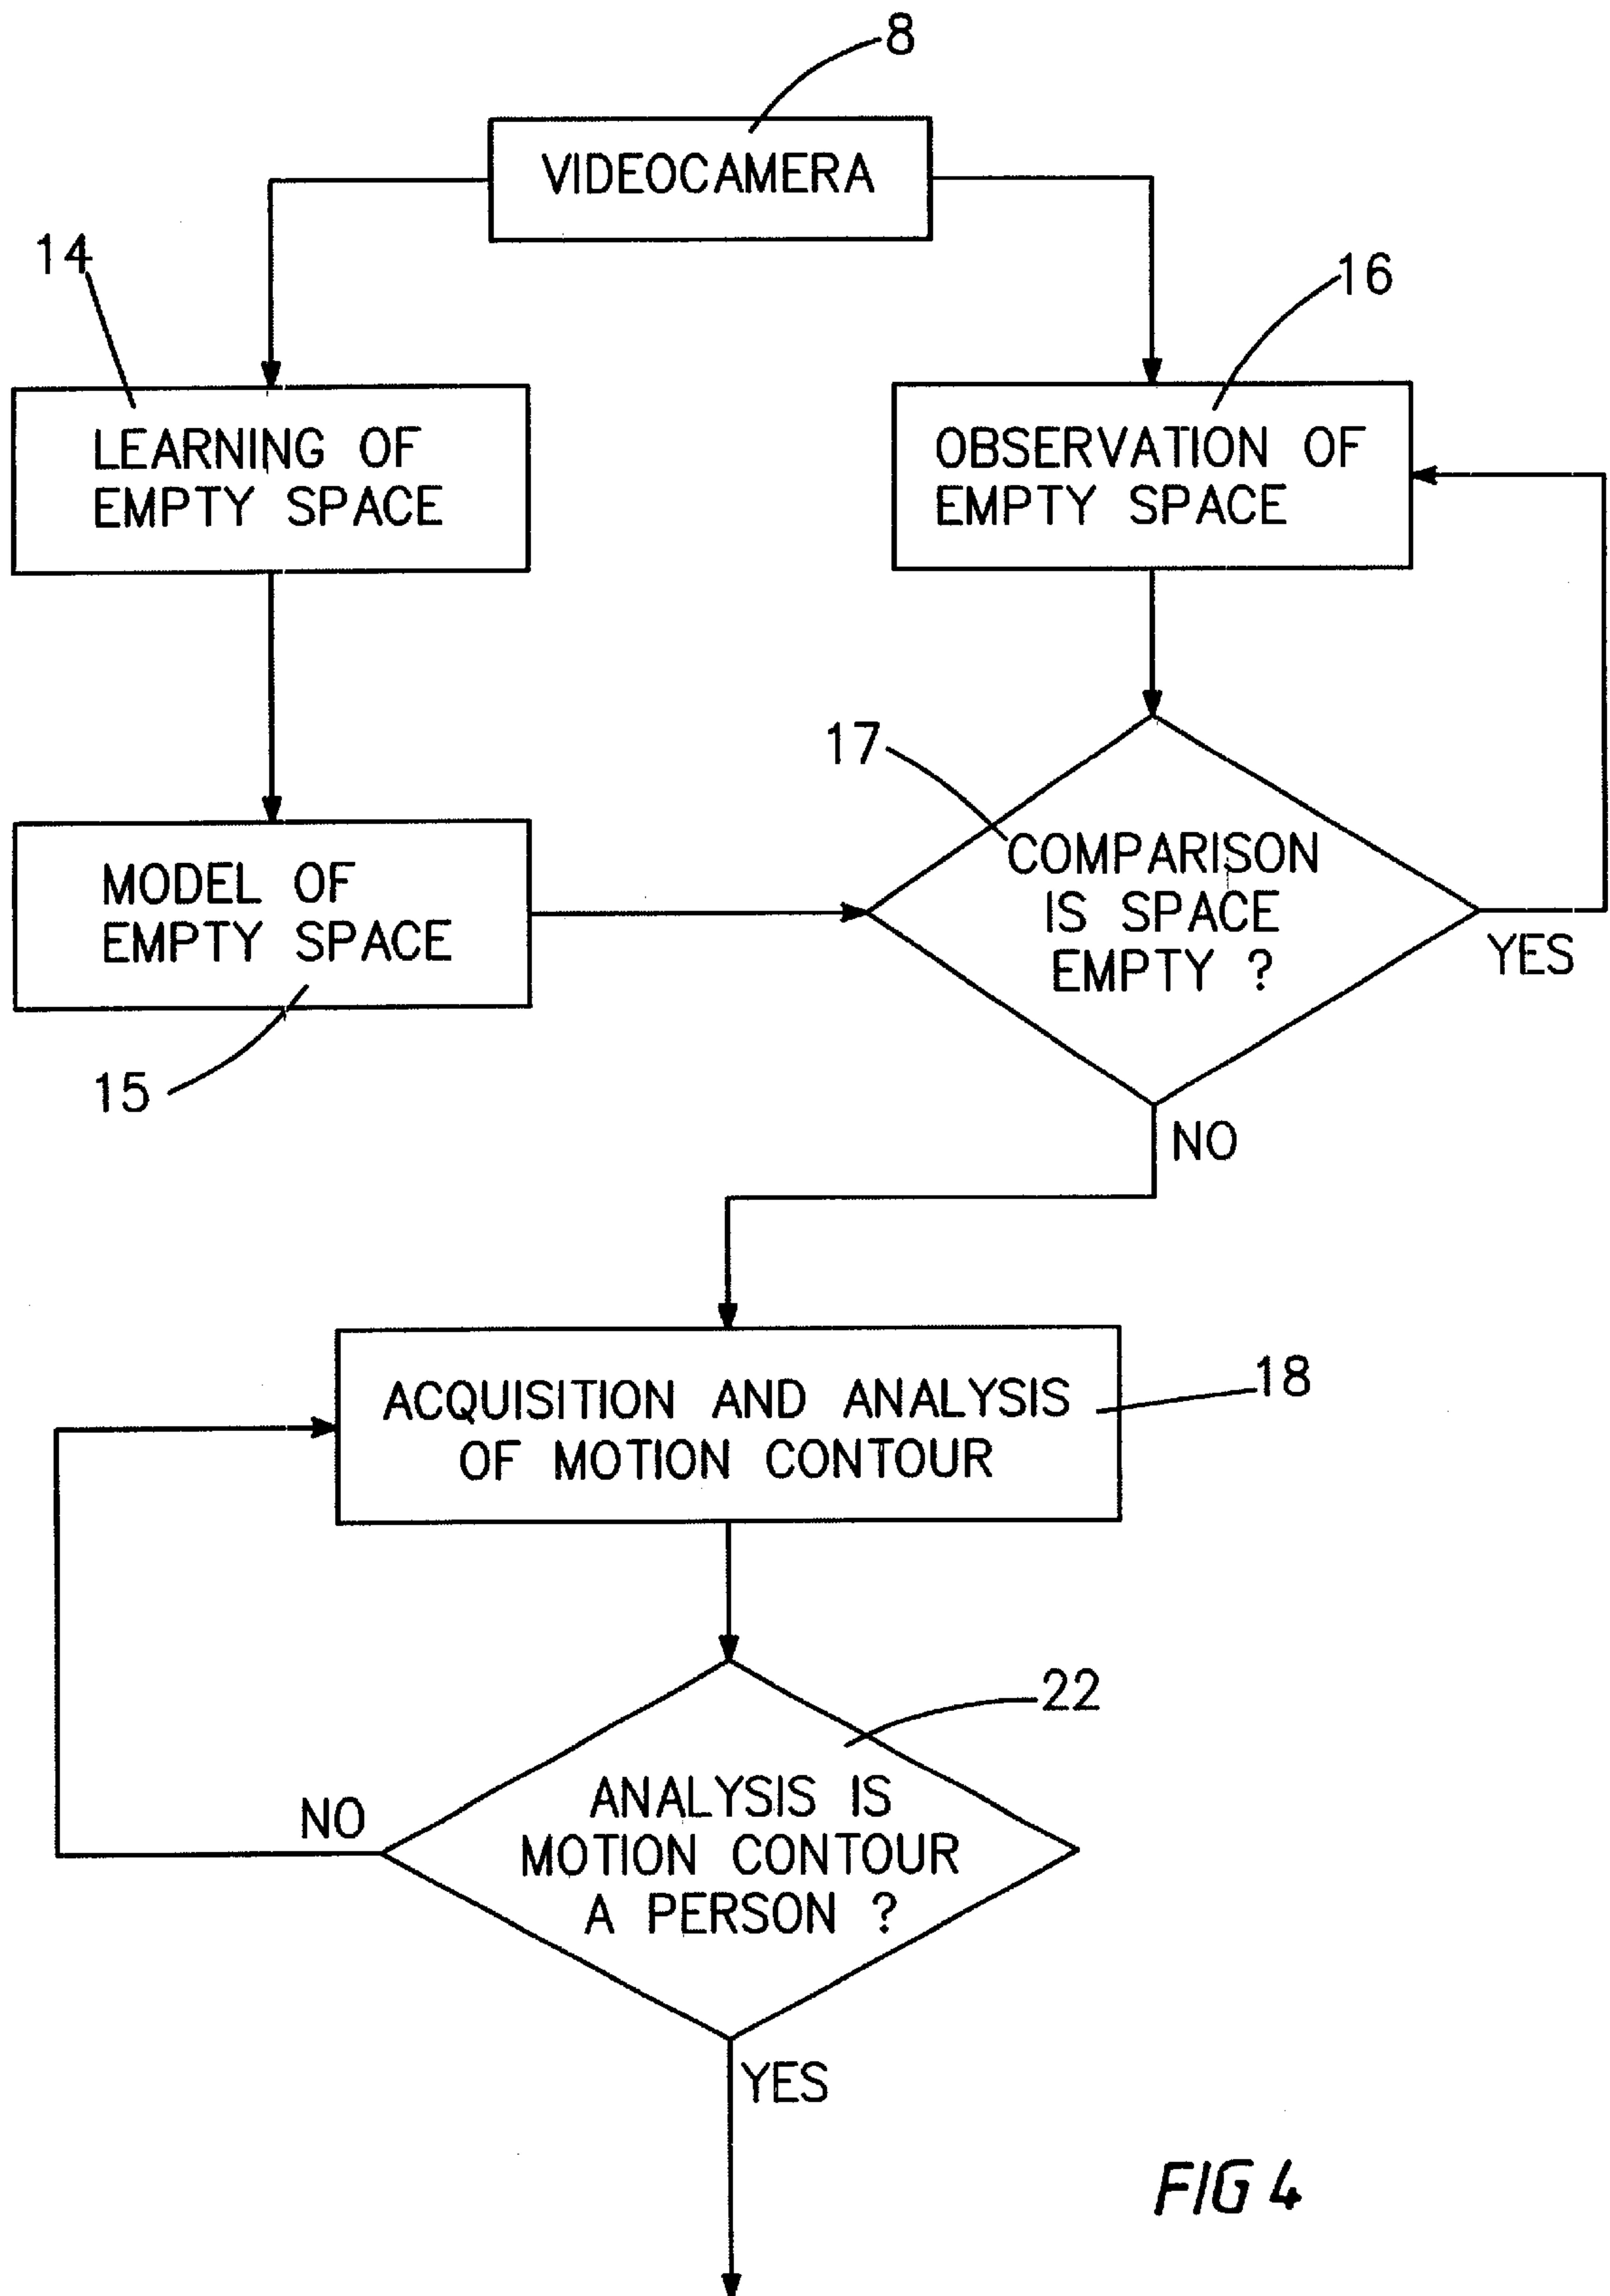 8
VIDEOCAMERA
14
16
LEARNING OF
EMPTY SPACE
OBSERVATION OF
EMPTY SPACE
17
MODEL OF
EMPTY SPACE
COMPARISON
IS SPACE
EMPTY ?
YES
15
NO
ACQUISITION AND ANALYSIS
OF MOTION CONTOUR
18
22
ANALYSIS IS
MOTION CONTOUR
A PERSON ?
NO
YES
FIG 4